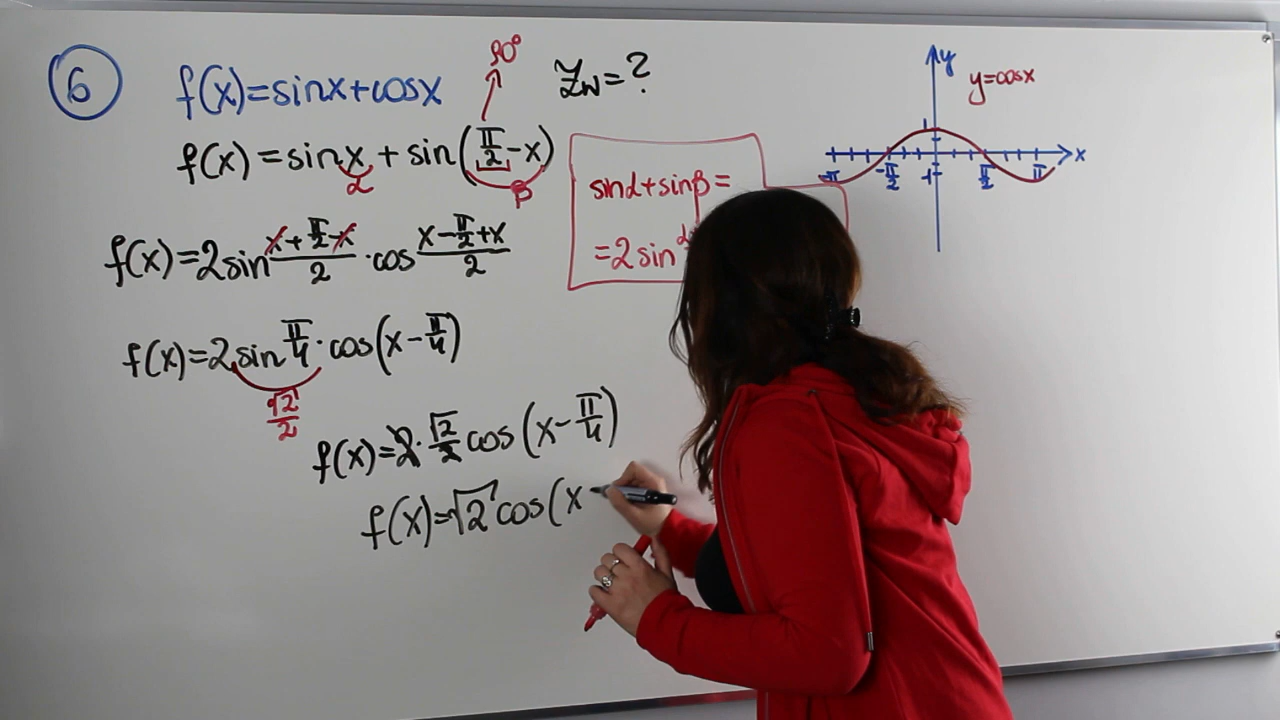 6 f(x)=sinx+cosx Zw=?
90°
f(x)=sinx+sin(π/2-x)
α β
f(x)=2sin (x+π/2-x)/2 · cos (x-π/2+x)/2
f(x)=2sin π/4 · cos(x-π/4)
√2/2
f(x)=2·√2/2 cos(x-π/4)
f(x)=√2 cos(x
sinα+sinβ=
=2sin
y
y=cosx
1
x
-π -π/2 π/2 π
-1